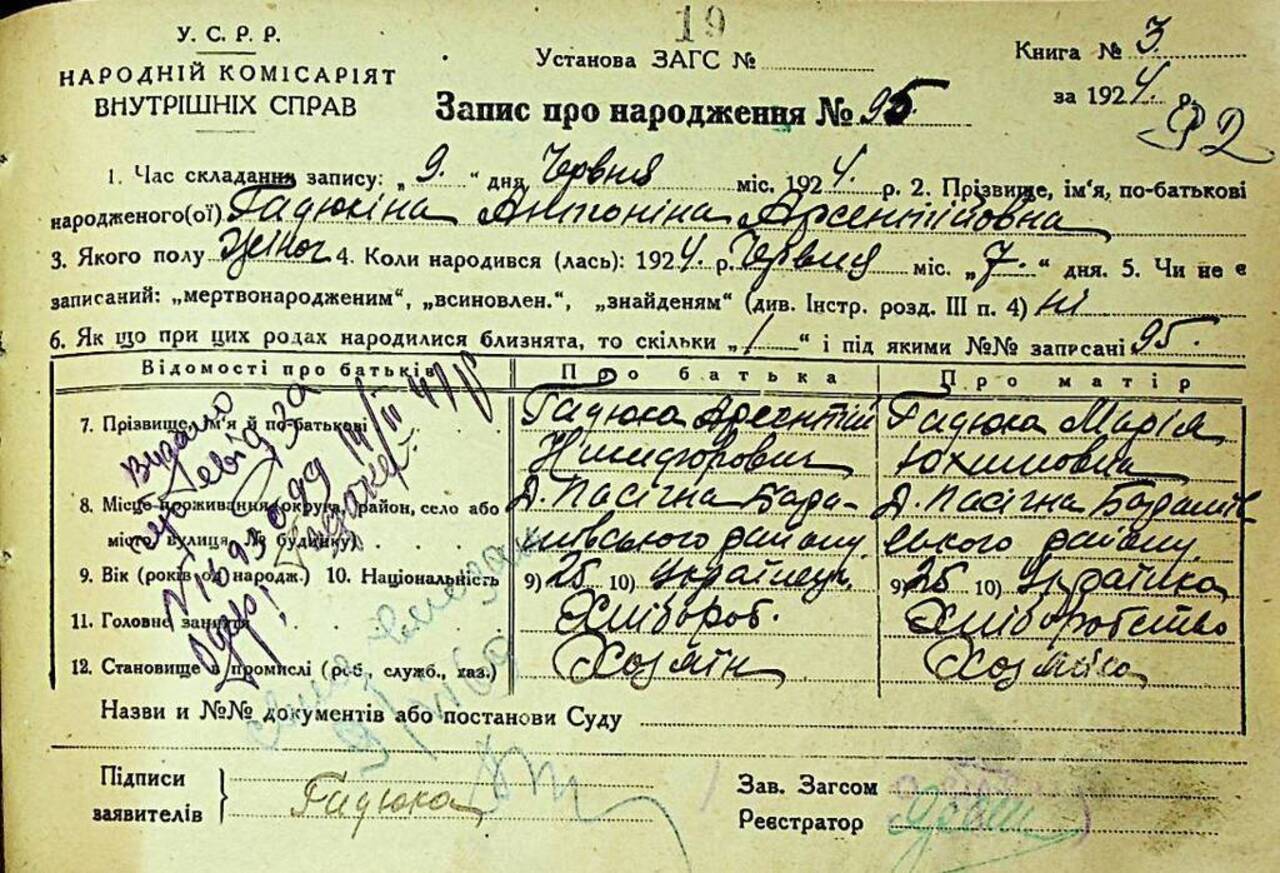 19
У. С. Р. Р.
НАРОДНІЙ КОМІСАРІЯТ
ВНУТРІШНІХ СПРАВ
Установа ЗАГС №
Книга № 3
за 1924 р.
Запис про народження № 95
92
1. Час складання запису: „9." дня Червня міс. 1924 р. 2. Прізвище, ім'я, по-батькові
народженого(ої) Гадюкіна Антоніна Арсентійовна
3. Якого полу Жіноч 4. Коли народився (лась): 1924 р. Червня міс. „7." дня. 5. Чи не є
записаний: „мертвонародженим", „всиновлен.", „знайденям" (див. Інстр. розд. III п. 4) ні
6. Як що при цих родах народилися близнята, то скільки „1" і під якими №№ записані 95.
Відомості про батьків Про батька Про матір
7. Прізвище, ім'я й по-батькові Гадюка Арсентій Гадюка Марія
Никифорович Юхимовна
8. Місце проживання (округа, район, село або Д. Пасічна Бара- Д. Пасічна Баранів-
місто, вулиця, № будинку) нівського району. ського району.
9. Вік (років од народж.) 10. Національність 9) 25 10) Українець. 9) 25 10) Українка
11. Головне заняття Хлібороб. Хліборобство
12. Становище в промислі (роб., служб., хаз.) Хозяїн Хозяйка
Видано
Назви и №№ документів або постанови Суду
Підписи
заявителів
Гадюка
Зав. Загсом
Реєстратор